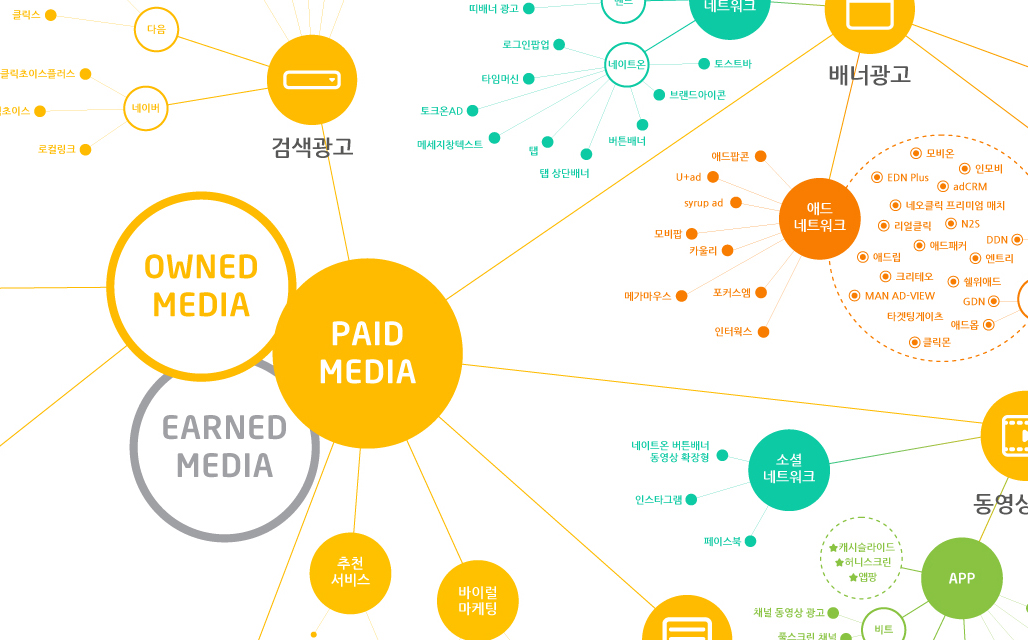 클릭스
다음
클릭초이스플러스
네이버
로컬링크
검색광고
피배너 광고
네트워크
로그인팝업
네이트온
타임머신
토스트바
토크온AD
브랜드아이콘
메세지창텍스트
탭
버튼배너
탭 상단배너
배너광고
애드팝콘
U+ad
syrup ad
모비팝
카울리
메가마우스
포커스엠
인터웍스
애드
네트워크
모비온
인모비
EDN Plus
adCRM
네오클릭 프리미엄 매치
리얼클릭
N2S
DDN
애드패커
애드립
엔트리
크리테오
쉘위애드
MAN AD-VIEW
GDN
타겟팅게이츠
애드옵
클릭몬
OWNED
MEDIA
PAID
MEDIA
EARNED
MEDIA
네이트온 버튼배너
동영상 확장형
소셜
네트워크
인스타그램
페이스북
동영상
캐시슬라이드
허니스크린
앱팡
APP
추천
서비스
바이럴
마케팅
채널 동영상 광고
비트
풀스크린 채널